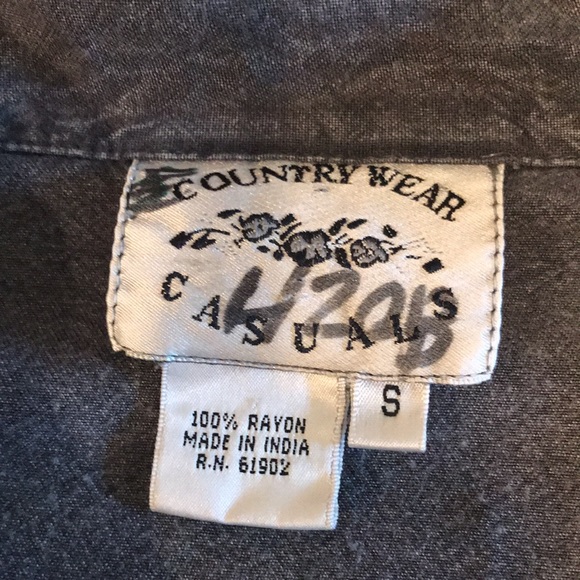 COUNTRY WEAR
CASUALS
S
100% RAYON
MADE IN INDIA
R.N. 61902